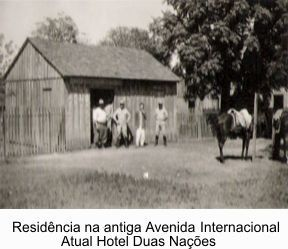 Residência na antiga Avenida Internacional
Atual Hotel Duas Nações